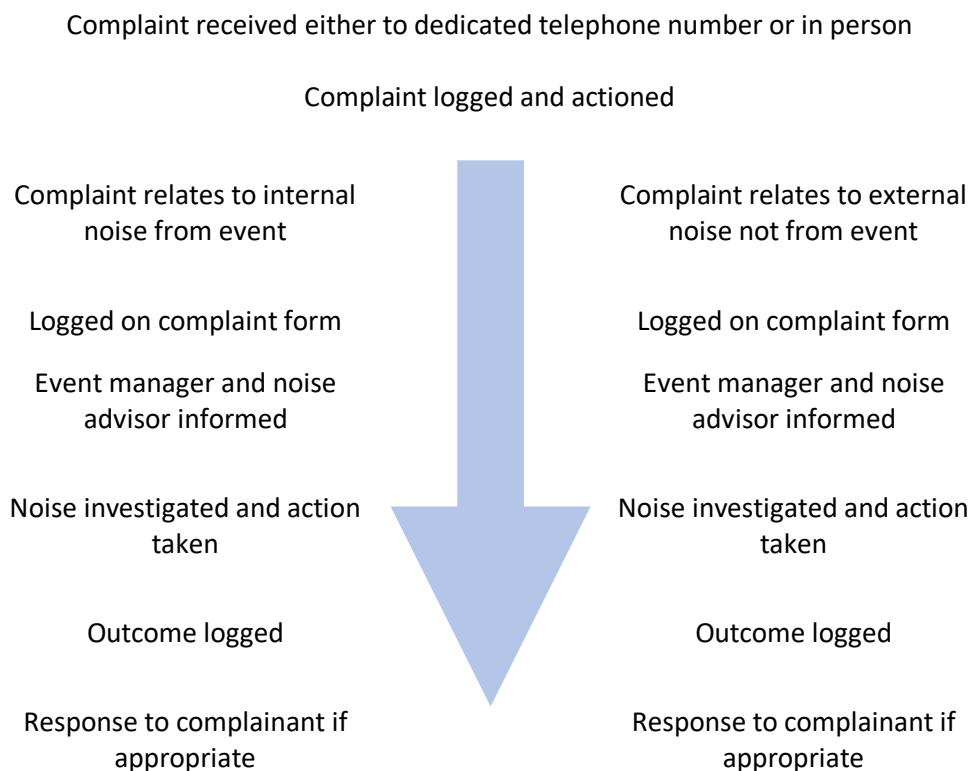 Complaint received either to dedicated telephone number or in person
Complaint logged and actioned
Complaint relates to internal
noise from event
Logged on complaint form
Event manager and noise
advisor informed
Noise investigated and action
taken
Outcome logged
Response to complainant if
appropriate
Complaint relates to external
noise not from event
Logged on complaint form
Event manager and noise
advisor informed
Noise investigated and action
taken
Outcome logged
Response to complainant if
appropriate